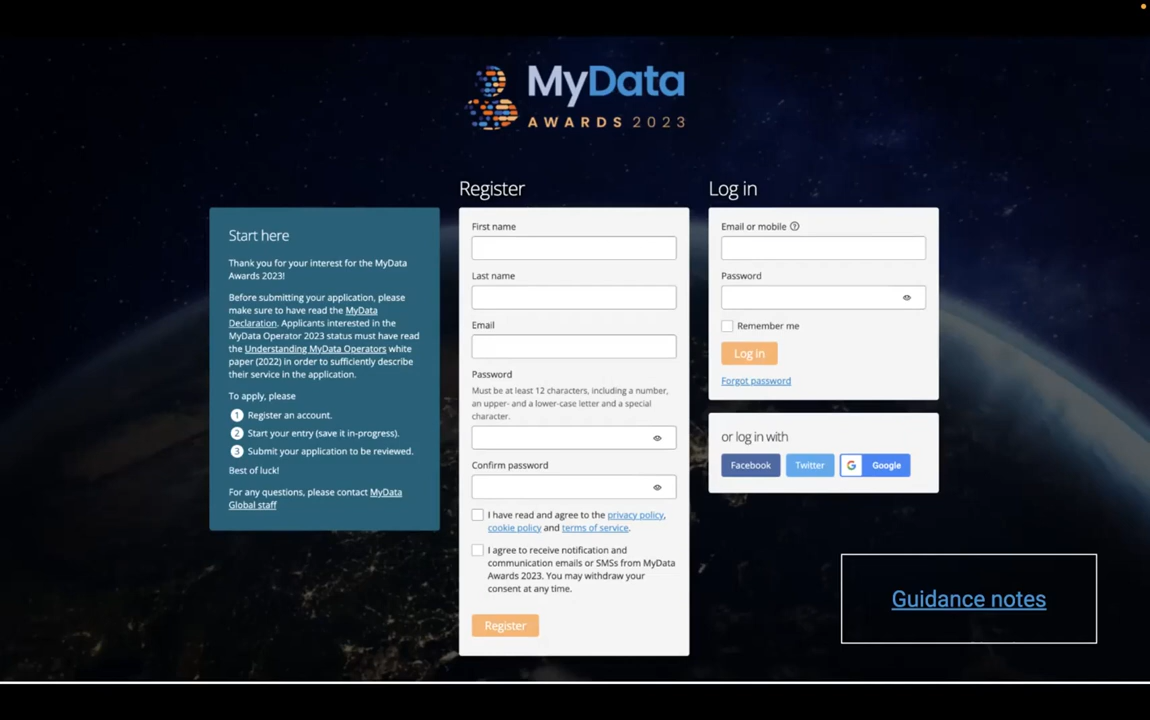 MyData
AWARDS 2023
Start here
Thank you for your interest for the MyData
Awards 2023!
Before submitting your application, please
make sure to have read the MyData
Declaration. Applicants interested in the
MyData Operator 2023 status must have read
the Understanding MyData Operators white
paper (2022) in order to sufficiently describe
their service in the application.
To apply, please
1 Register an account.
2 Start your entry (save it in-progress).
3 Submit your application to be reviewed.
Best of luck!
For any questions, please contact MyData
Global staff
Register
First name
Last name
Email
Password
Must be at least 12 characters, including a number,
an upper- and a lower-case letter and a special
character.
Confirm password
I have read and agree to the privacy policy,
cookie policy and terms of service.
I agree to receive notification and
communication emails or SMSs from MyData
Awards 2023. You may withdraw your
consent at any time.
Register
Log in
Email or mobile ?
Password
Remember me
Log in
Forgot password
or log in with
Facebook Twitter G Google
Guidance notes